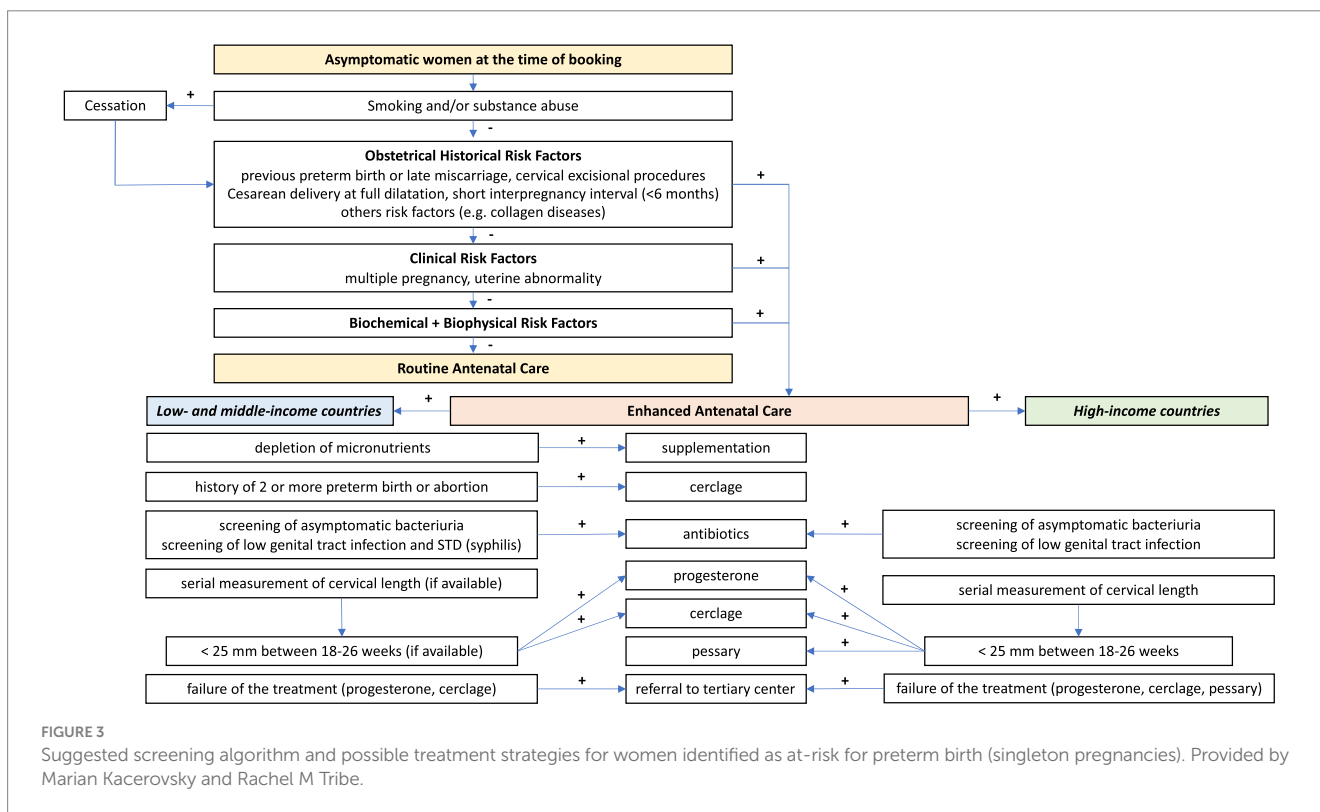 Asymptomatic women at the time of booking
Cessation
+
Smoking and/or substance abuse
-
Obstetrical Historical Risk Factors
previous preterm birth or late miscarriage, cervical excisional procedures
Cesarean delivery at full dilatation, short interpregnancy interval (<6 months)
others risk factors (e.g. collagen diseases)
+
-
Clinical Risk Factors
multiple pregnancy, uterine abnormality
+
-
Biochemical + Biophysical Risk Factors
+
-
Routine Antenatal Care
Low- and middle-income countries
+
Enhanced Antenatal Care
+
High-income countries
depletion of micronutrients
+
supplementation
history of 2 or more preterm birth or abortion
+
cerclage
screening of asymptomatic bacteriuria
screening of low genital tract infection and STD (syphilis)
+
antibiotics
+
screening of asymptomatic bacteriuria
screening of low genital tract infection
serial measurement of cervical length (if available)
progesterone
serial measurement of cervical length
+
+
+
cerclage
+
< 25 mm between 18-26 weeks (if available)
pessary
+
< 25 mm between 18-26 weeks
failure of the treatment (progesterone, cerclage)
+
referral to tertiary center
+
failure of the treatment (progesterone, cerclage, pessary)
FIGURE 3
Suggested screening algorithm and possible treatment strategies for women identified as at-risk for preterm birth (singleton pregnancies). Provided by
Marian Kacerovsky and Rachel M Tribe.